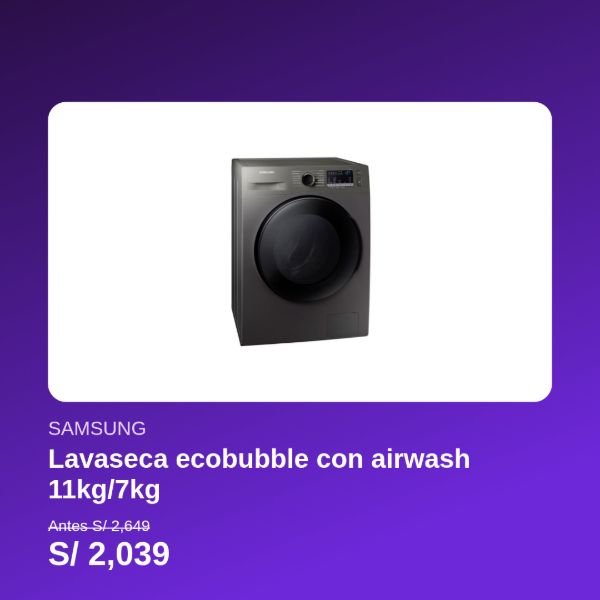 SAMSUNG
Lavaseca ecobubble con airwash
11kg/7kg
Antes S/ 2,649
S/ 2,039